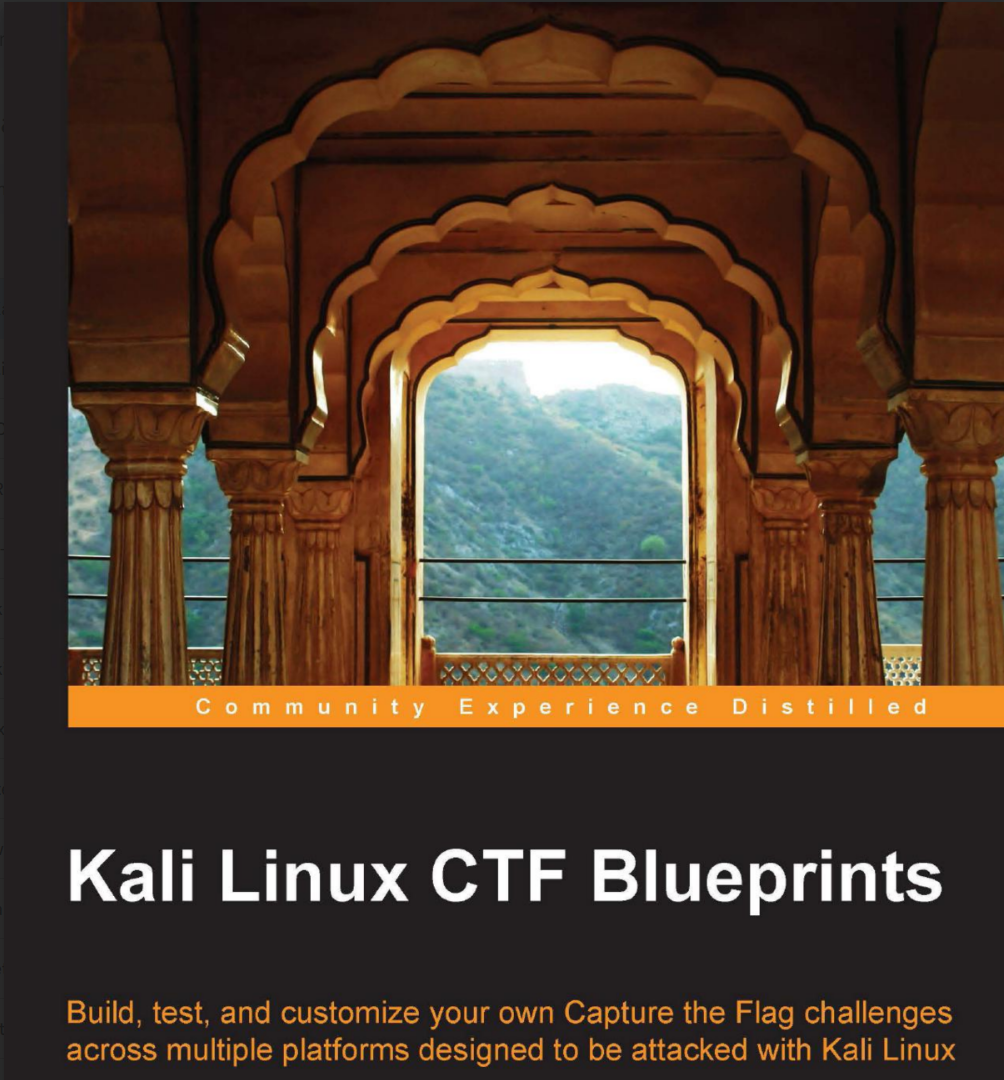 Community Experience Distilled
Kali Linux CTF Blueprints
Build, test, and customize your own Capture the Flag challenges
across multiple platforms designed to be attacked with Kali Linux